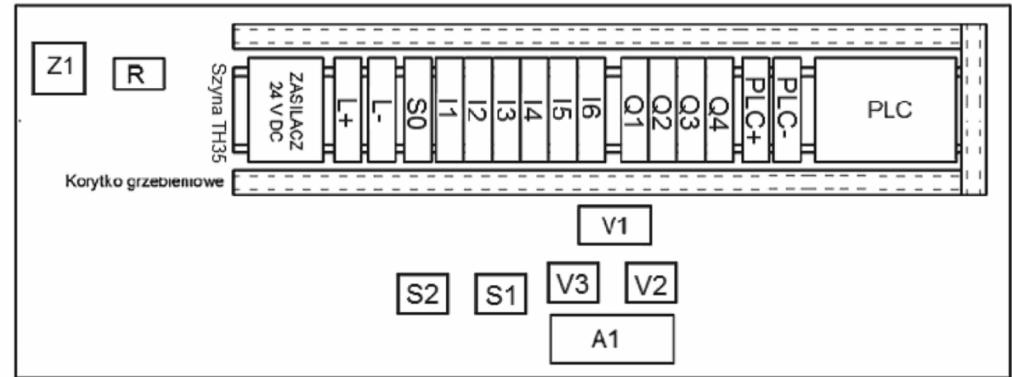 Z1
R
Szyna TH35
ZASILACZ
24 V DC
L+
L-
S0
I1
I2
I3
I4
I5
I6
Q1
Q2
Q3
Q4
PLC+
PLC-
PLC
Korytko grzebieniowe
V1
S2
S1
V3
V2
A1